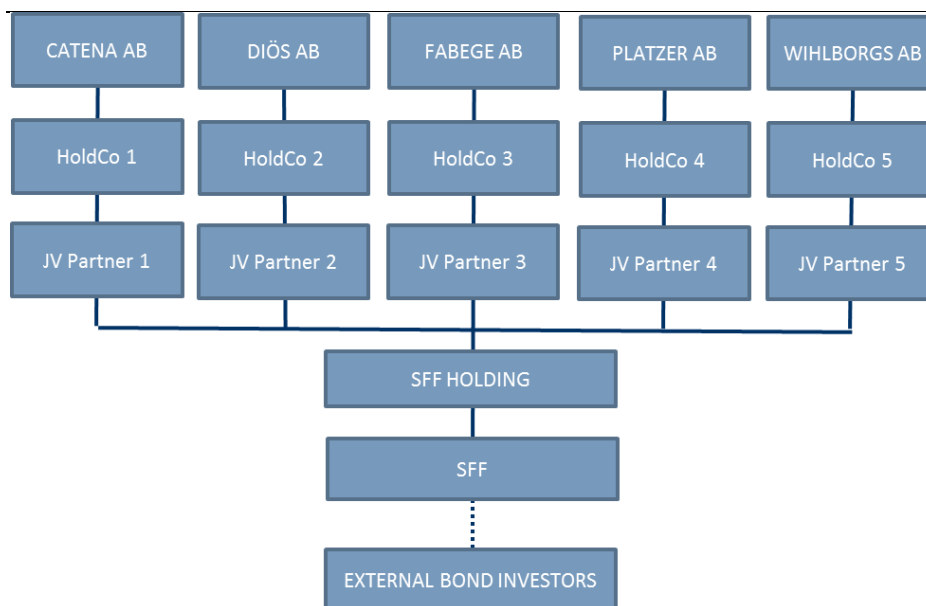 CATENA AB
DIÖS AB
FABEGE AB
PLATZER AB
WIHLBORGS AB
HoldCo 1
HoldCo 2
HoldCo 3
HoldCo 4
HoldCo 5
JV Partner 1
JV Partner 2
JV Partner 3
JV Partner 4
JV Partner 5
SFF HOLDING
SFF
EXTERNAL BOND INVESTORS